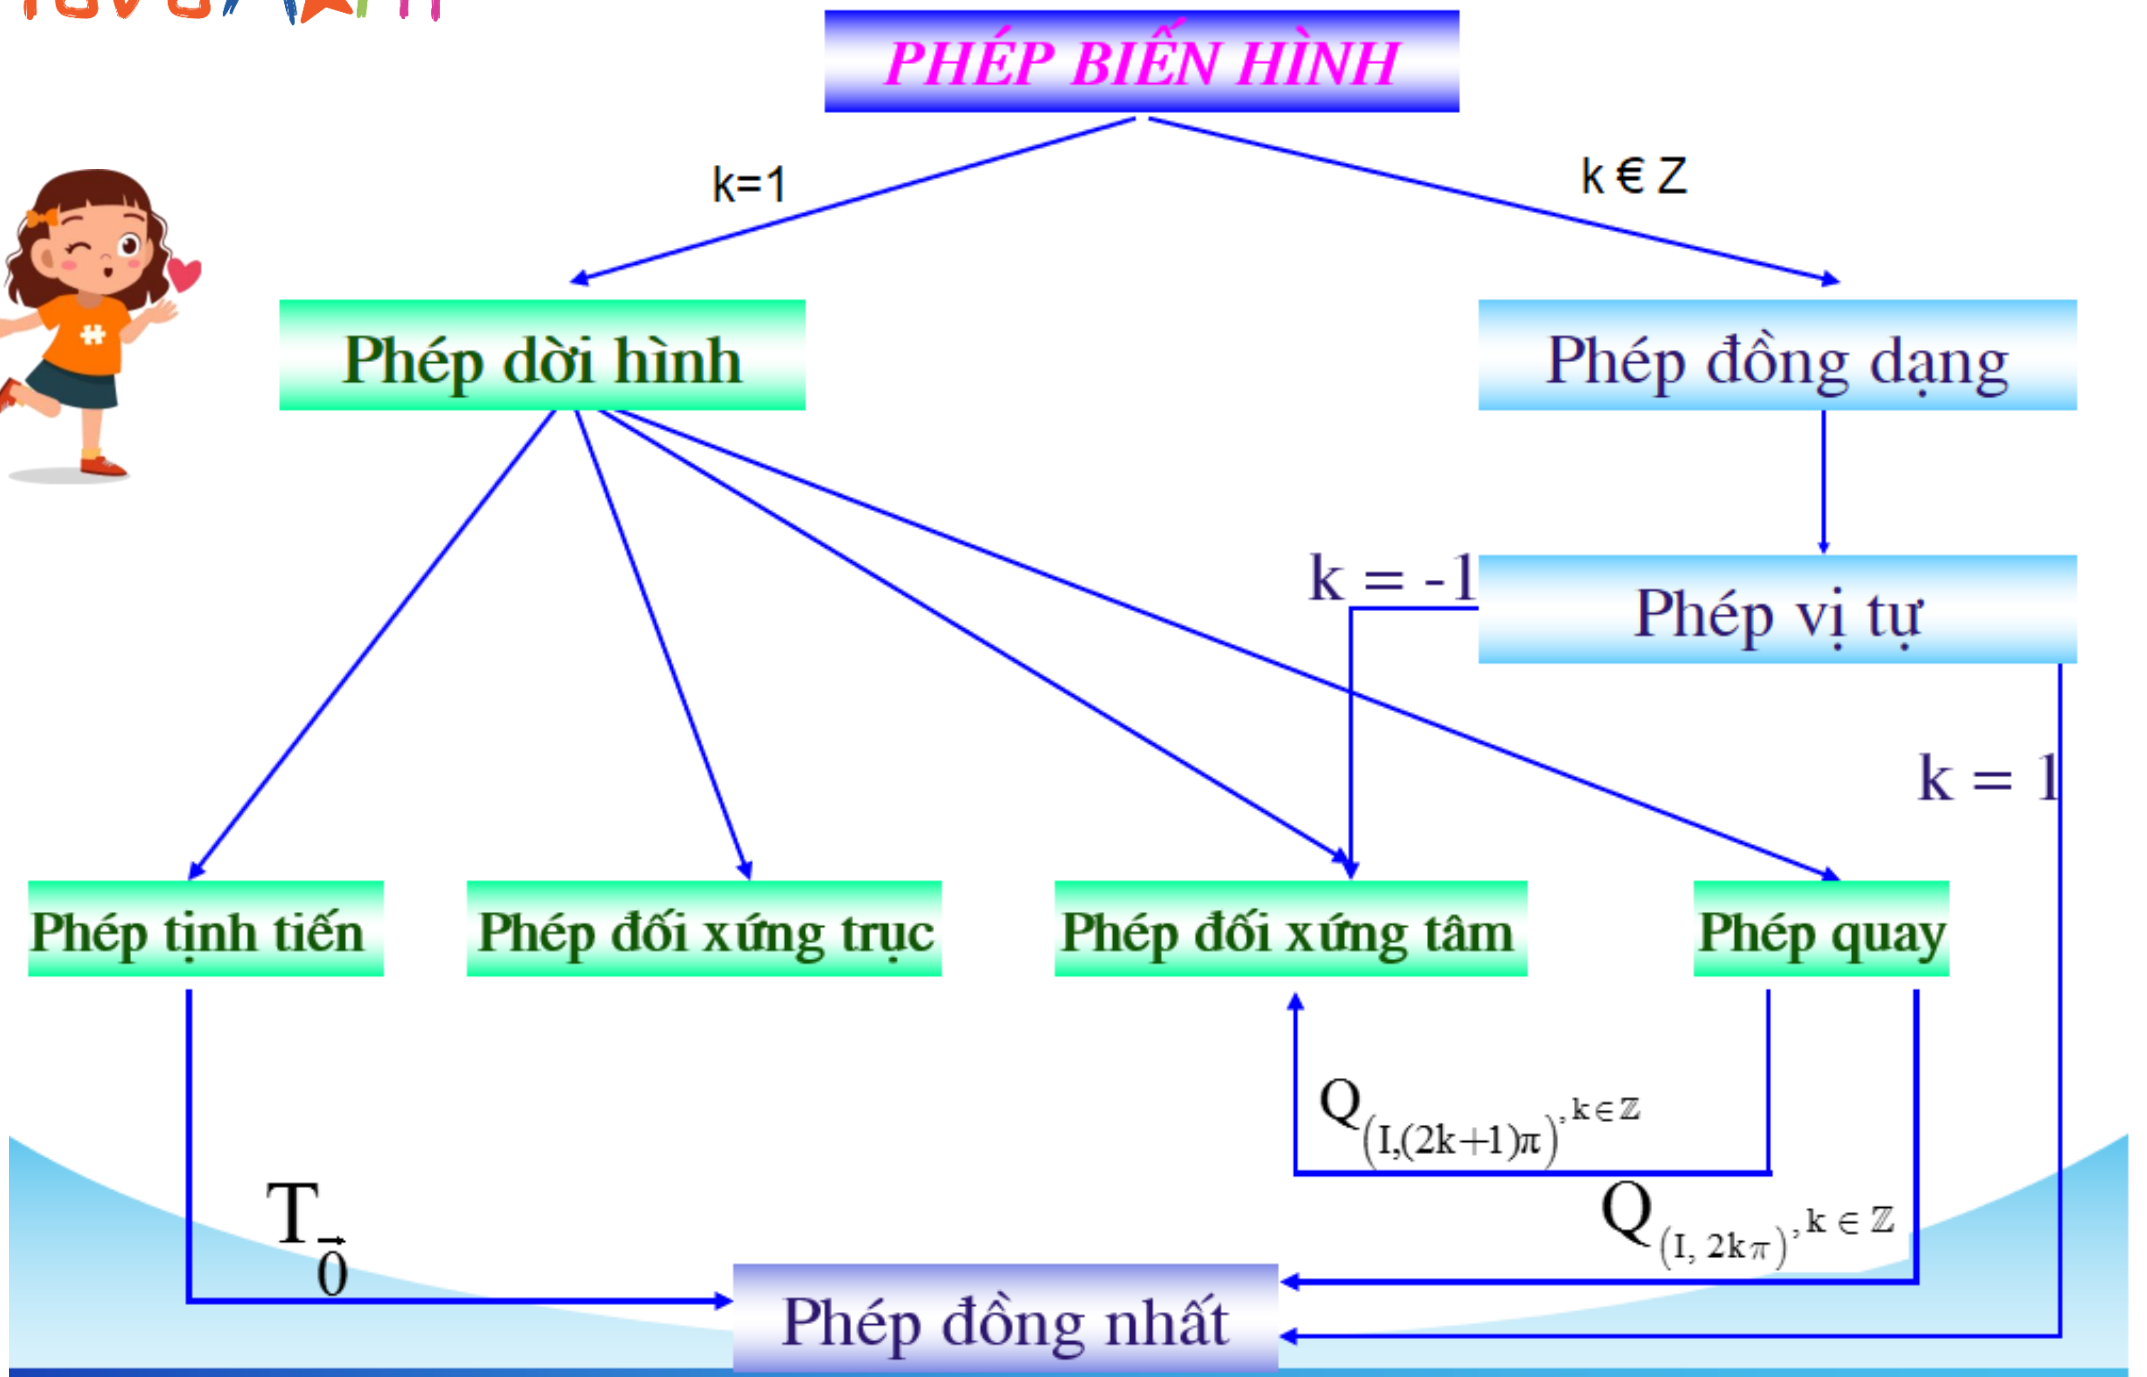 PHÉP BIẾN HÌNH
k=1
k € Z
Phép dời hình
Phép đồng dạng
k = -1
Phép vị tự
k = 1
Phép tịnh tiến
Phép đối xứng trục
Phép đối xứng tâm
Phép quay
Q(I,(2k+1)π), k∈ℤ
T0⃗
Q(I, 2kπ), k ∈ ℤ
Phép đồng nhất